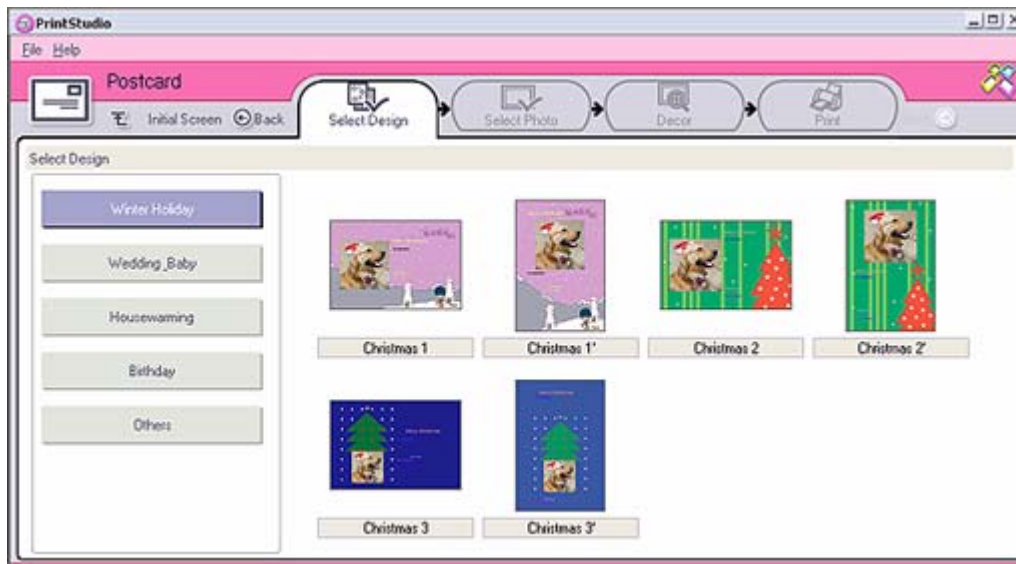 PrintStudio
File Help
Postcard
Initial Screen Back
Select Design
Select Photo
Decor
Print
Select Design
Winter Holiday
Wedding_Baby
Housewarming
Birthday
Others
Christmas 1
Christmas 1'
Christmas 2
Christmas 2'
Christmas 3
Christmas 3'